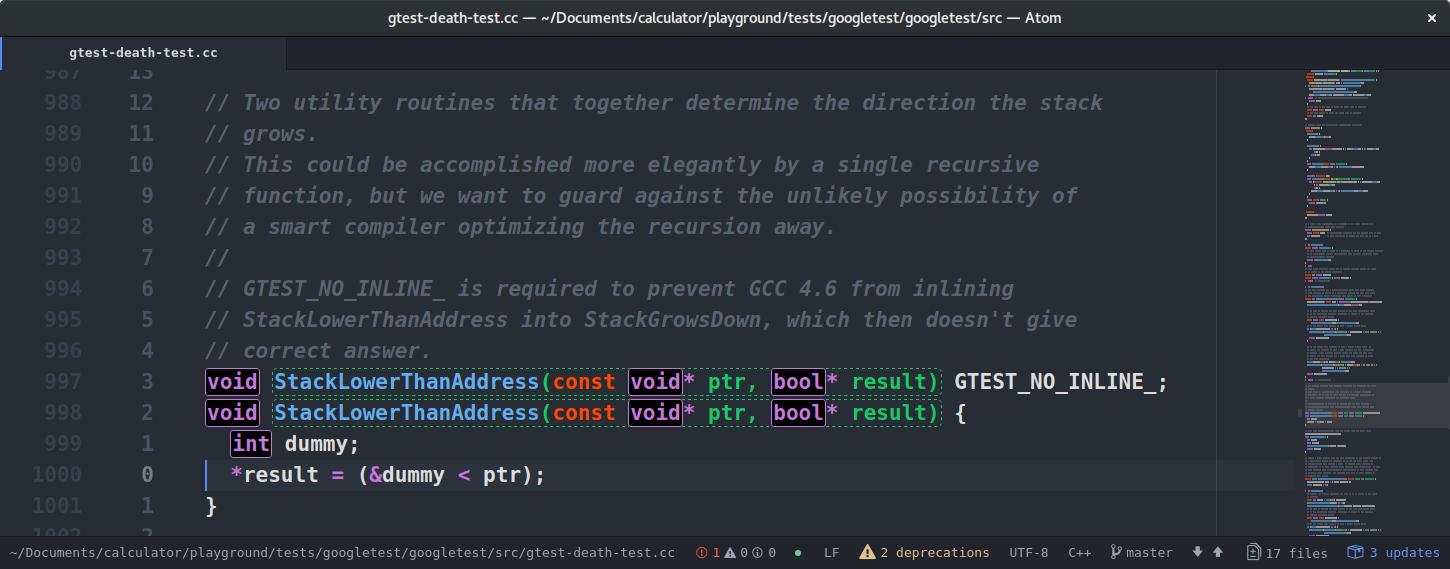 gtest-death-test.cc — ~/Documents/calculator/playground/tests/googletest/googletest/src — Atom
gtest-death-test.cc
987 13
988 12 // Two utility routines that together determine the direction the stack
989 11 // grows.
990 10 // This could be accomplished more elegantly by a single recursive
991 9 // function, but we want to guard against the unlikely possibility of
992 8 // a smart compiler optimizing the recursion away.
993 7 //
994 6 // GTEST_NO_INLINE_ is required to prevent GCC 4.6 from inlining
995 5 // StackLowerThanAddress into StackGrowsDown, which then doesn't give
996 4 // correct answer.
997 3 void StackLowerThanAddress(const void* ptr, bool* result) GTEST_NO_INLINE_;
998 2 void StackLowerThanAddress(const void* ptr, bool* result) {
999 1 int dummy;
1000 0 *result = (&dummy < ptr);
1001 1 }
1002 2
~/Documents/calculator/playground/tests/googletest/googletest/src/gtest-death-test.cc 1 0 0 LF 2 deprecations UTF-8 C++ master 17 files 3 updates